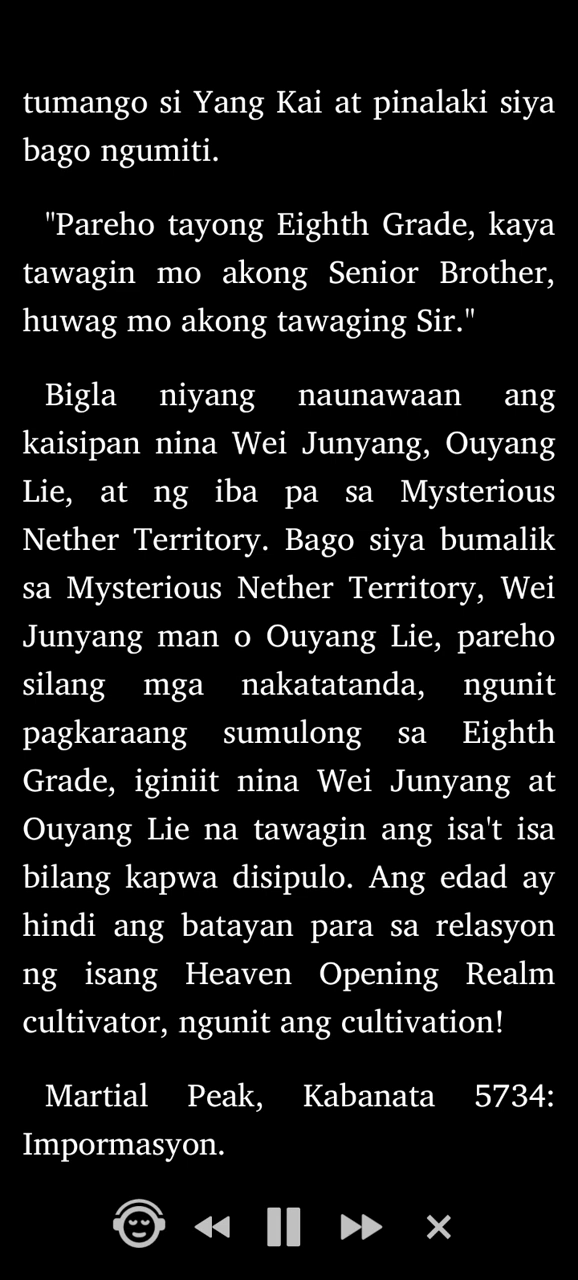 tumango si Yang Kai at pinalaki siya
bago ngumiti.
"Pareho tayong Eighth Grade, kaya
tawagin mo akong Senior Brother,
huwag mo akong tawaging Sir."
Bigla niyang naunawaan ang
kaisipan nina Wei Junyang, Ouyang
Lie, at ng iba pa sa Mysterious
Nether Territory. Bago siya bumalik
sa Mysterious Nether Territory, Wei
Junyang man o Ouyang Lie, pareho
silang mga nakatatanda, ngunit
pagkaraang sumulong sa Eighth
Grade, iginiit nina Wei Junyang at
Ouyang Lie na tawagin ang isa't isa
bilang kapwa disipulo. Ang edad ay
hindi ang batayan para sa relasyon
ng isang Heaven Opening Realm
cultivator, ngunit ang cultivation!
Martial Peak, Kabanata 5734:
Impormasyon.